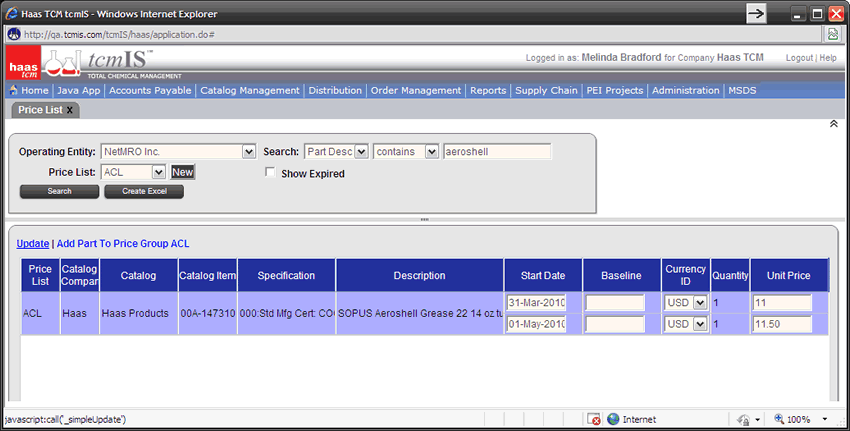 Haas TCM tcmIS - Windows Internet Explorer
http://qa.tcmis.com/tcmIS/haas/application.do#
haas tcm
tcmIS™
TOTAL CHEMICAL MANAGEMENT
Logged in as: Melinda Bradford for Company Haas TCM
Logout | Help
Home | Java App | Accounts Payable | Catalog Management | Distribution | Order Management | Reports | Supply Chain | PEI Projects | Administration | MSDS
Price List X
Operating Entity: NetMRO Inc. Search: Part Desc contains aeroshell
Price List: ACL New Show Expired
Search Create Excel
Update | Add Part To Price Group ACL
Price List Catalog Compan Catalog Catalog Item Specification Description Start Date Baseline Currency ID Quantity Unit Price
ACL Haas Haas Products 00A-147310 000:Std Mfg Cert: CO SOPUS Aeroshell Grease 22 14 oz tu
31-Mar-2010 USD 1 11
01-May-2010 USD 1 11.50
javascript:call('_simpleUpdate') Internet 100%